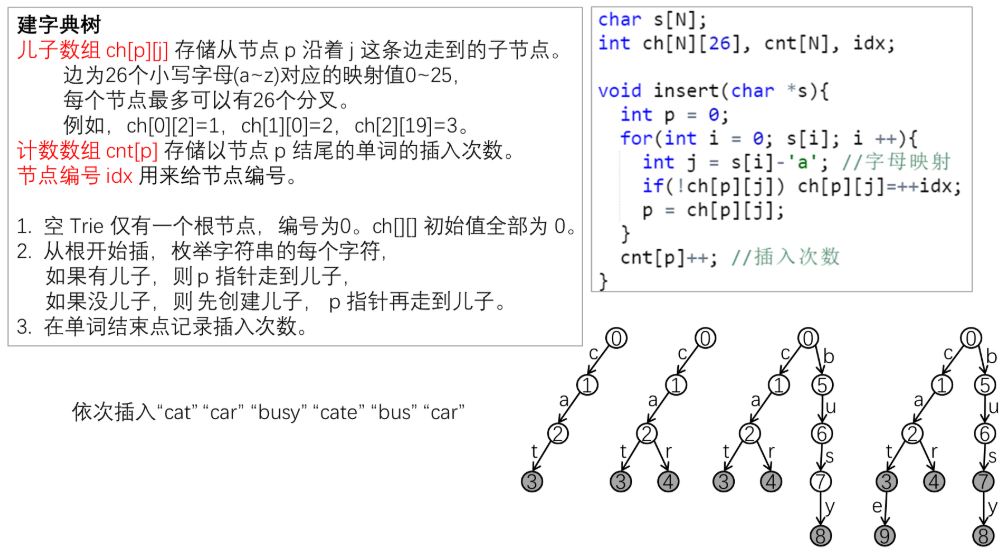 建字典树
儿子数组 ch[p][j] 存储从节点 p 沿着 j 这条边走到的子节点。
边为26个小写字母(a~z)对应的映射值0~25,
每个节点最多可以有26个分叉。
例如，ch[0][2]=1，ch[1][0]=2，ch[2][19]=3。
计数数组 cnt[p] 存储以节点 p 结尾的单词的插入次数。
节点编号 idx 用来给节点编号。
1. 空 Trie 仅有一个根节点，编号为0。ch[][] 初始值全部为 0。
2. 从根开始插，枚举字符串的每个字符，
如果有儿子，则 p 指针走到儿子，
如果没儿子，则 先创建儿子， p 指针再走到儿子。
3. 在单词结束点记录插入次数。
char s[N];
int ch[N][26], cnt[N], idx;
void insert(char *s){
int p = 0;
for(int i = 0; s[i]; i ++){
int j = s[i]-'a'; //字母映射
if(!ch[p][j]) ch[p][j]=++idx;
p = ch[p][j];
}
cnt[p]++; //插入次数
}
依次插入“cat” “car” “busy” “cate” “bus” “car”
0
c
1
a
2
t
3
0
c
1
a
2
t r
3 4
0
c b
1 5
a u
2 6
t r s
3 4 7
y
8
0
c b
1 5
a u
2 6
t r s
3 4 7
e y
9 8